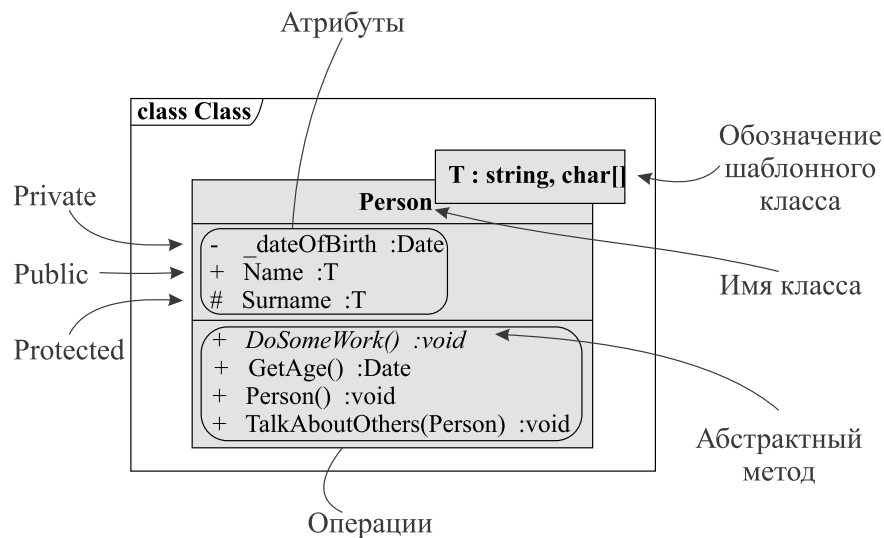 Атрибуты
class Class
Обозначение
шаблонного
класса
T : string, char[]
Private
Person
- _dateOfBirth :Date
Public
+ Name :T
Имя класса
# Surname :T
Protected
+ DoSomeWork() :void
+ GetAge() :Date
+ Person() :void
+ TalkAboutOthers(Person) :void
Абстрактный
метод
Операции